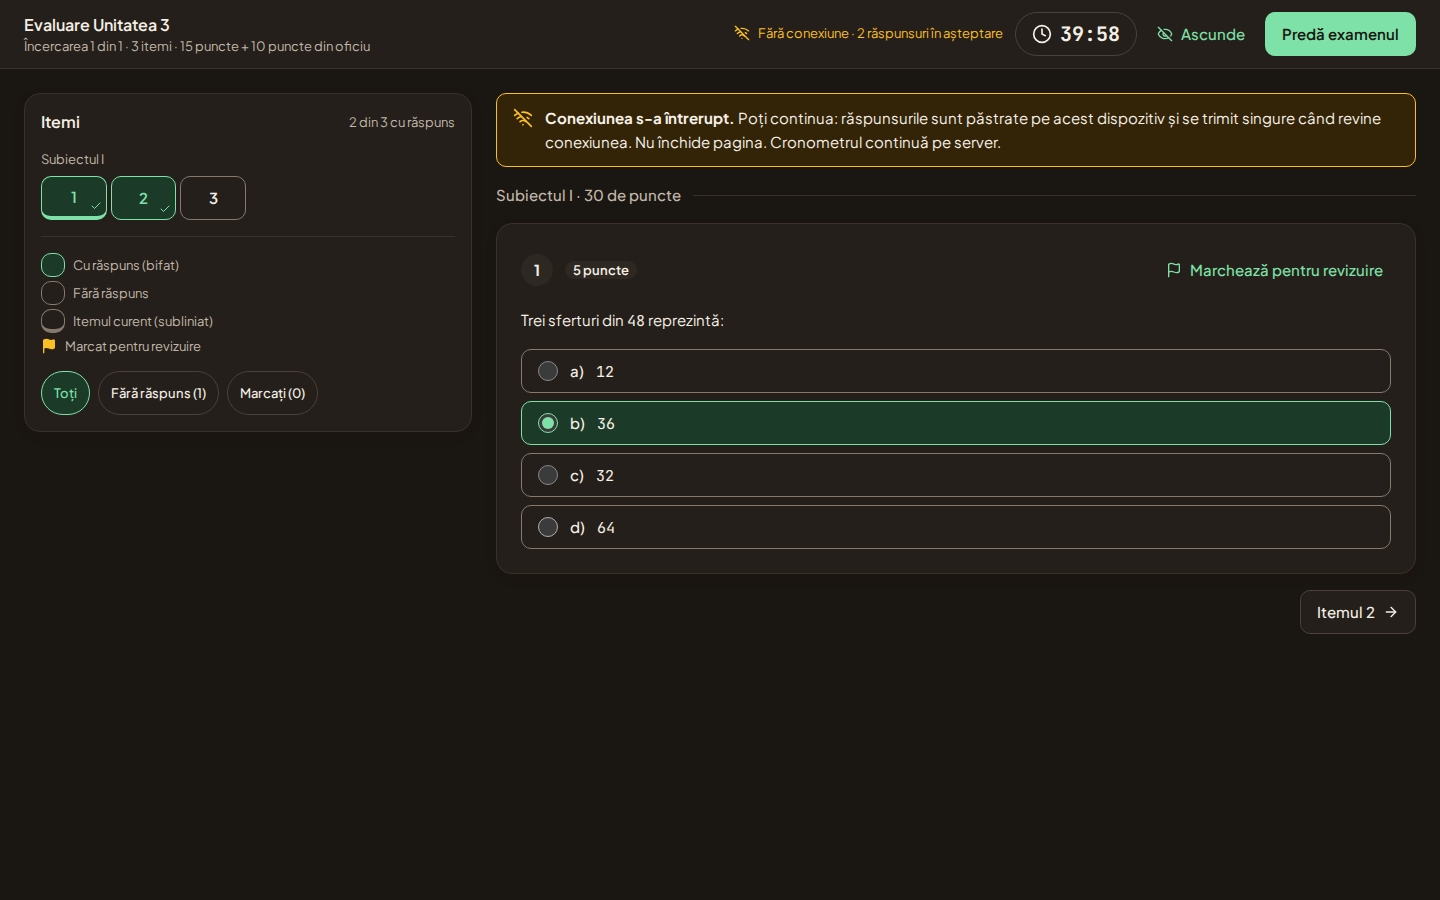 Evaluare Unitatea 3
Încercarea 1 din 1 · 3 itemi · 15 puncte + 10 puncte din oficiu
Fără conexiune · 2 răspunsuri în așteptare
39:58
Ascunde
Predă examenul
Itemi
2 din 3 cu răspuns
Subiectul I
1
2
3
Cu răspuns (bifat)
Fără răspuns
Itemul curent (subliniat)
Marcat pentru revizuire
Toți
Fără răspuns (1)
Marcați (0)
Conexiunea s-a întrerupt. Poți continua: răspunsurile sunt păstrate pe acest dispozitiv și se trimit singure când revine
conexiunea. Nu închide pagina. Cronometrul continuă pe server.
Subiectul I · 30 de puncte
1
5 puncte
Marchează pentru revizuire
Trei sferturi din 48 reprezintă:
a) 12
b) 36
c) 32
d) 64
Itemul 2